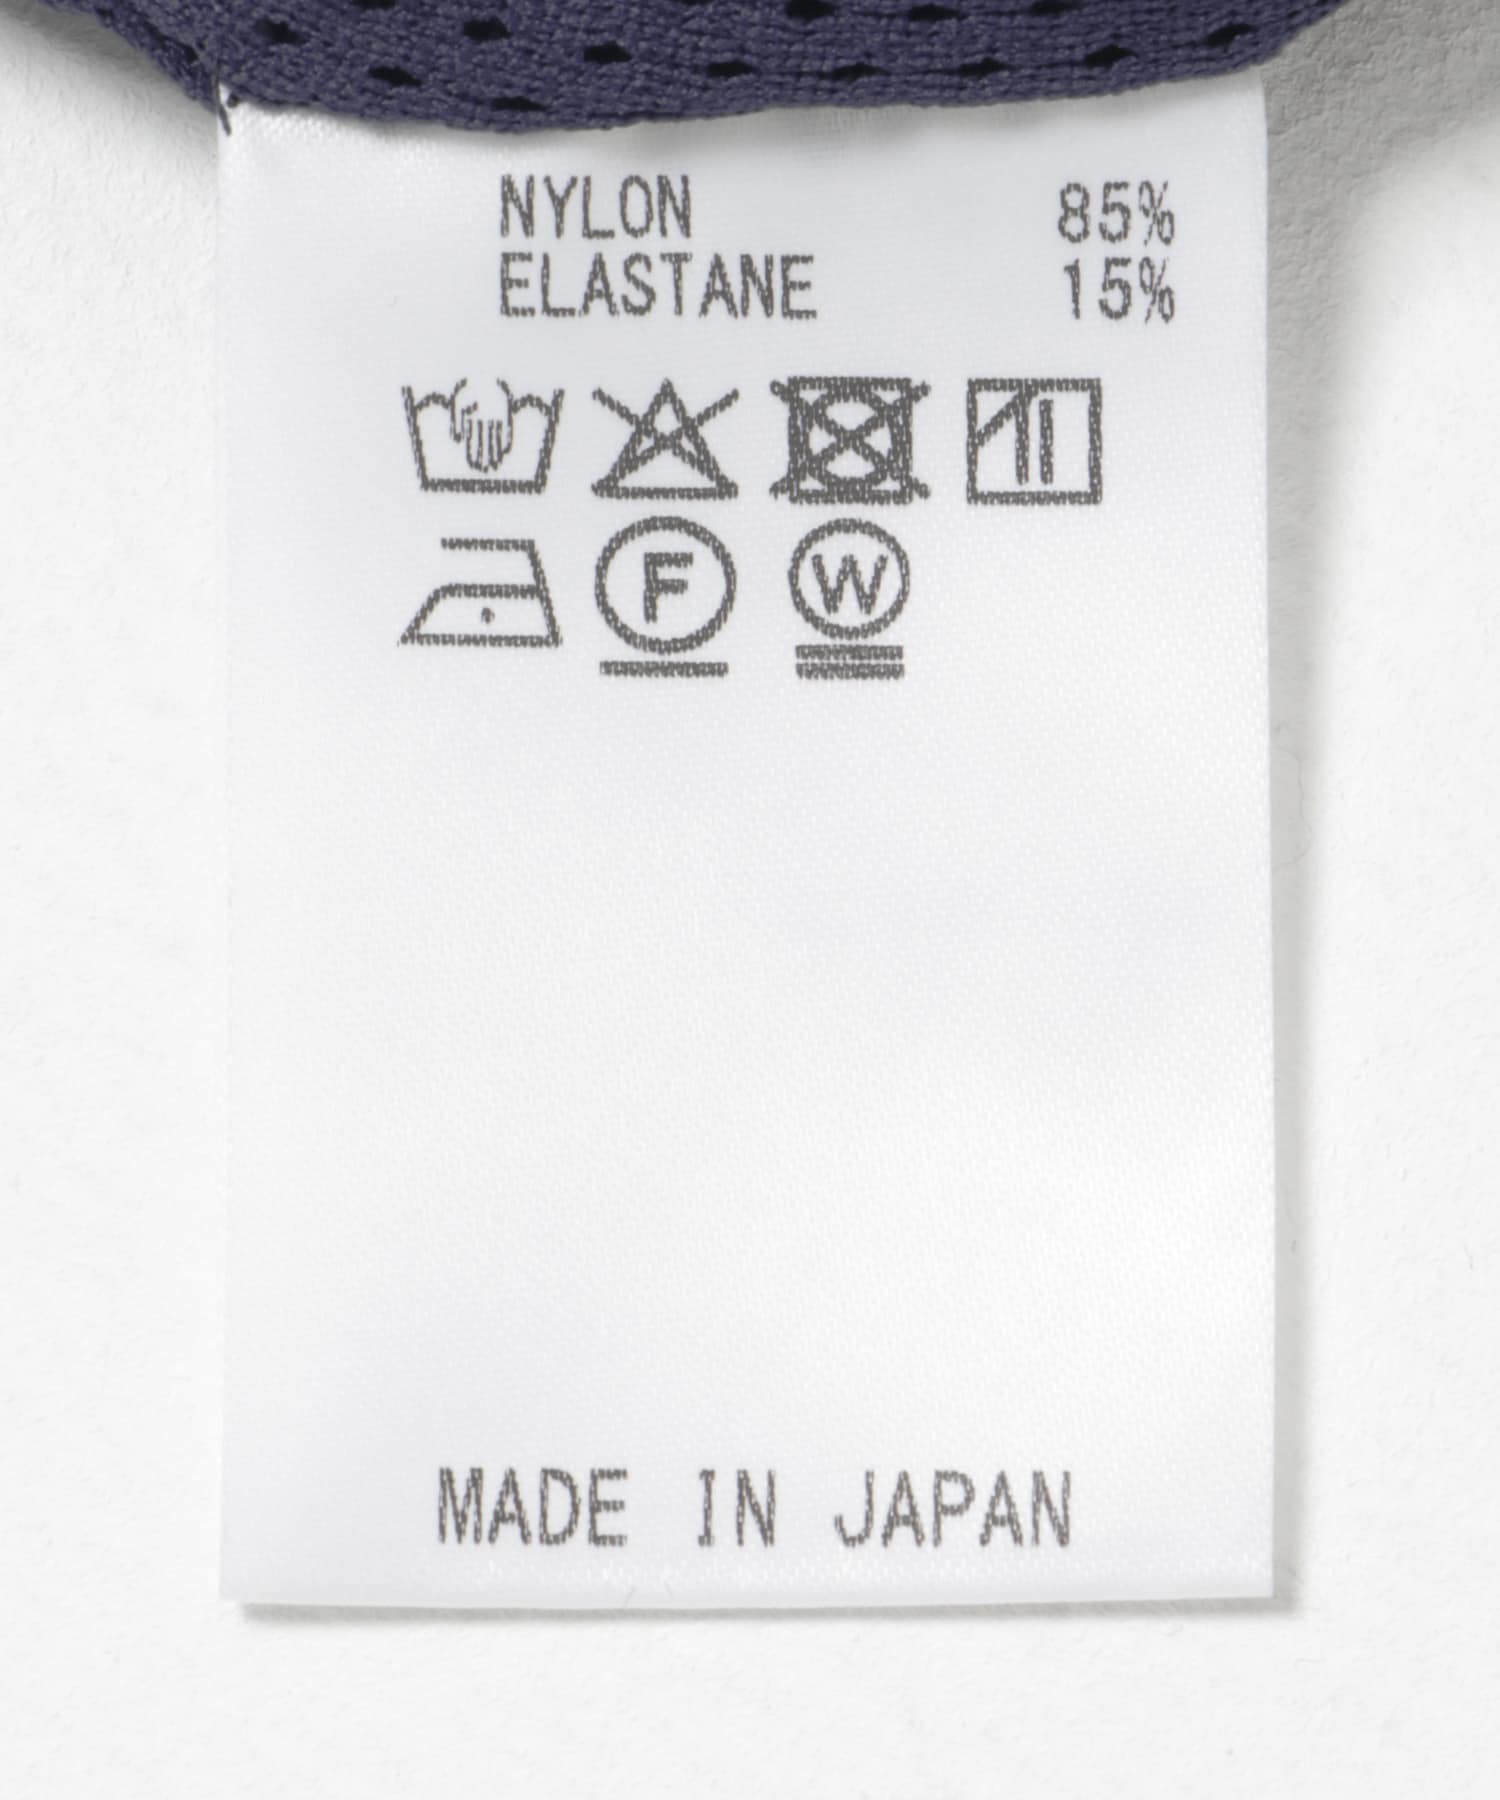 NYLON 85%
ELASTANE 15%
F W
MADE IN JAPAN